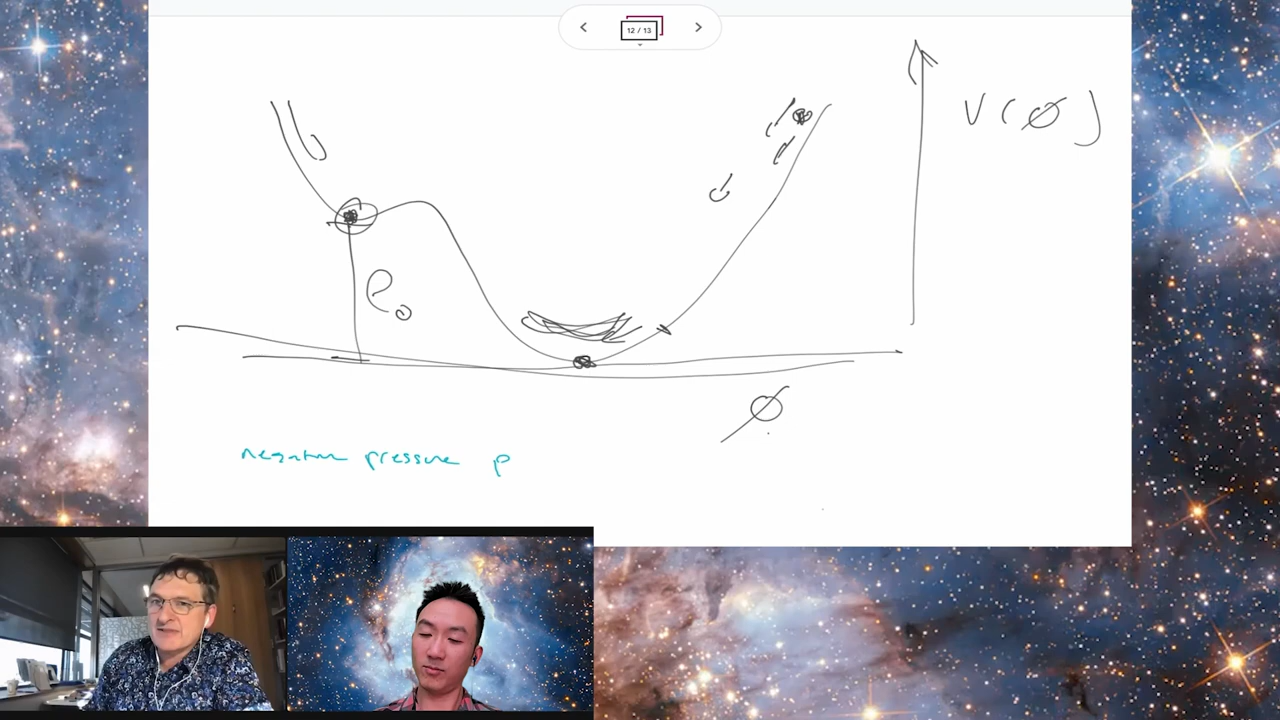 12 / 13
V(ϕ)
ρ₀
ϕ
negative pressure p